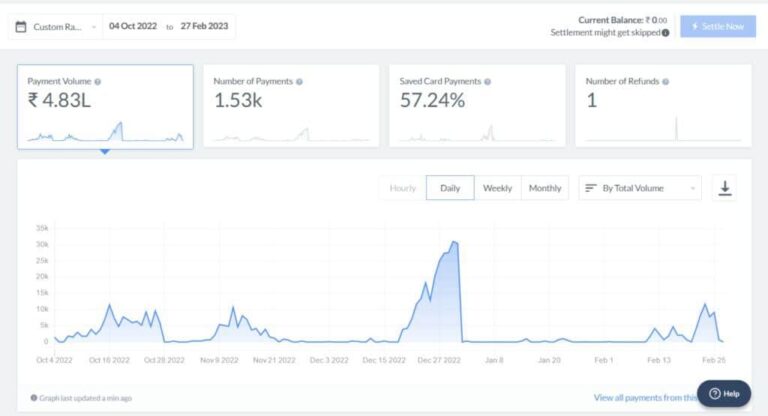 Custom Ra... 04 Oct 2022 to 27 Feb 2023
Current Balance: ₹ 0.00
Settlement might get skipped
Settle Now
Payment Volume
₹ 4.83L
Number of Payments
1.53k
Saved Card Payments
57.24%
Number of Refunds
1
Hourly Daily Weekly Monthly
By Total Volume
35k
30k
25k
20k
15k
10k
5k
0
Oct 4 2022 Oct 16 2022 Oct 28 2022 Nov 9 2022 Nov 21 2022 Dec 3 2022 Dec 15 2022 Dec 27 2022 Jan 8 Jan 20 Feb 1 Feb 13 Feb 25
Graph last updated a min ago
View all payments from this
Help